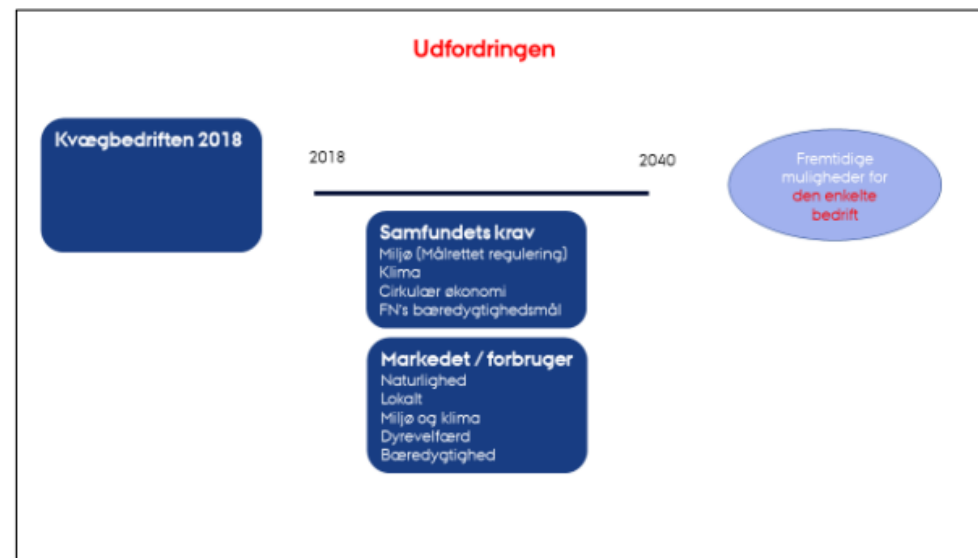 Udfordringen
Kvægbedriften 2018
2018
2040
Fremtidige
muligheder for
den enkelte
bedrift
Samfundets krav
Miljø (Målrettet regulering)
Klima
Cirkulær økonomi
FN's bæredygtighedsmål
Markedet / forbruger
Naturlighed
Lokalt
Miljø og klima
Dyrevelfærd
Bæredygtighed